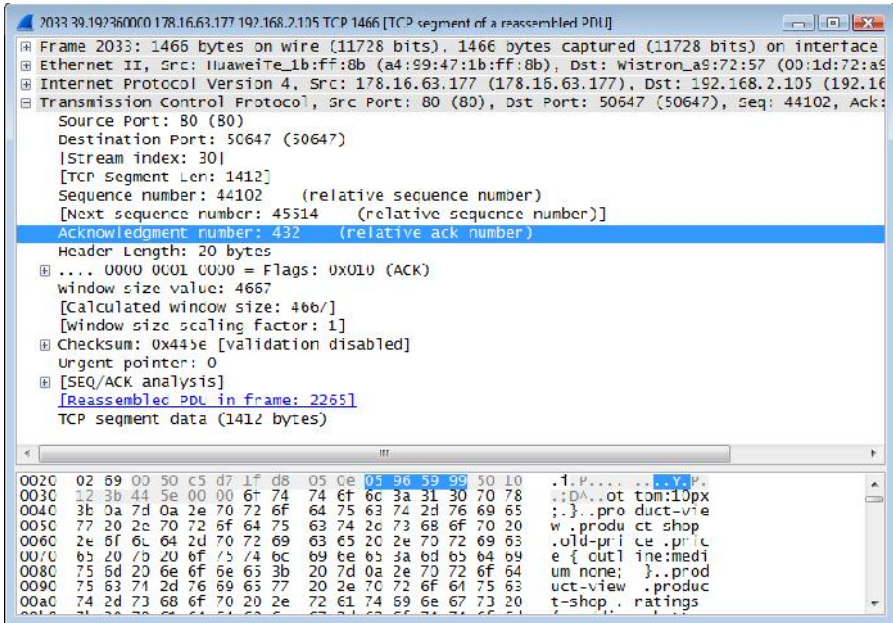 2033 39.192360000 178.16.63.177 192.168.2.105 TCP 1466 [TCP segment of a reassembled PDU]
Frame 2033: 1466 bytes on wire (11728 bits), 1466 bytes captured (11728 bits) on interface
Ethernet II, Src: HuaweiTe_1b:ff:8b (a4:99:47:1b:ff:8b), Dst: Wistron_a9:72:57 (00:1d:72:a9
Internet Protocol Version 4, Src: 178.16.63.177 (178.16.63.177), Dst: 192.168.2.105 (192.16
Transmission Control Protocol, Src Port: 80 (80), Dst Port: 50647 (50647), Seq: 44102, Ack:
Source Port: 80 (80)
Destination Port: 50647 (50647)
[Stream index: 30]
[TCP Segment Len: 1412]
Sequence number: 44102 (relative sequence number)
[Next sequence number: 45514 (relative sequence number)]
Acknowledgment number: 432 (relative ack number)
Header Length: 20 bytes
.... 0000 0001 0000 = Flags: 0x010 (ACK)
Window size value: 4667
[Calculated window size: 4667]
[Window size scaling factor: 1]
Checksum: 0x445e [validation disabled]
Urgent pointer: 0
[SEQ/ACK analysis]
[Reassembled PDU in frame: 2265]
TCP segment data (1412 bytes)
0020 02 69 00 50 c5 d7 1f d8 05 0e 05 96 59 99 50 10 .i.P.... ....Y.P.
0030 12 3b 44 5e 00 00 6f 74 74 6f 6d 3a 31 30 70 78 .;D^..ot tom:10px
0040 3b 0a 7d 0a 2e 70 72 6f 64 75 63 74 2d 76 69 65 ;.}..pro duct-vie
0050 77 20 2e 70 72 6f 64 75 63 74 2d 73 68 6f 70 20 w .produ ct-shop
0060 2e 6f 6c 64 2d 70 72 69 63 65 20 2e 70 72 69 63 .old-pri ce .pric
0070 65 20 7b 20 6f 75 74 6c 69 6e 65 3a 6d 65 64 69 e { outl ine:medi
0080 75 6d 20 6e 6f 6e 65 3b 20 7d 0a 2e 70 72 6f 64 um none; }..prod
0090 75 63 74 2d 76 69 65 77 20 2e 70 72 6f 64 75 63 uct-view .produc
00a0 74 2d 73 68 6f 70 20 2e 72 61 74 69 6e 67 73 20 t-shop . ratings